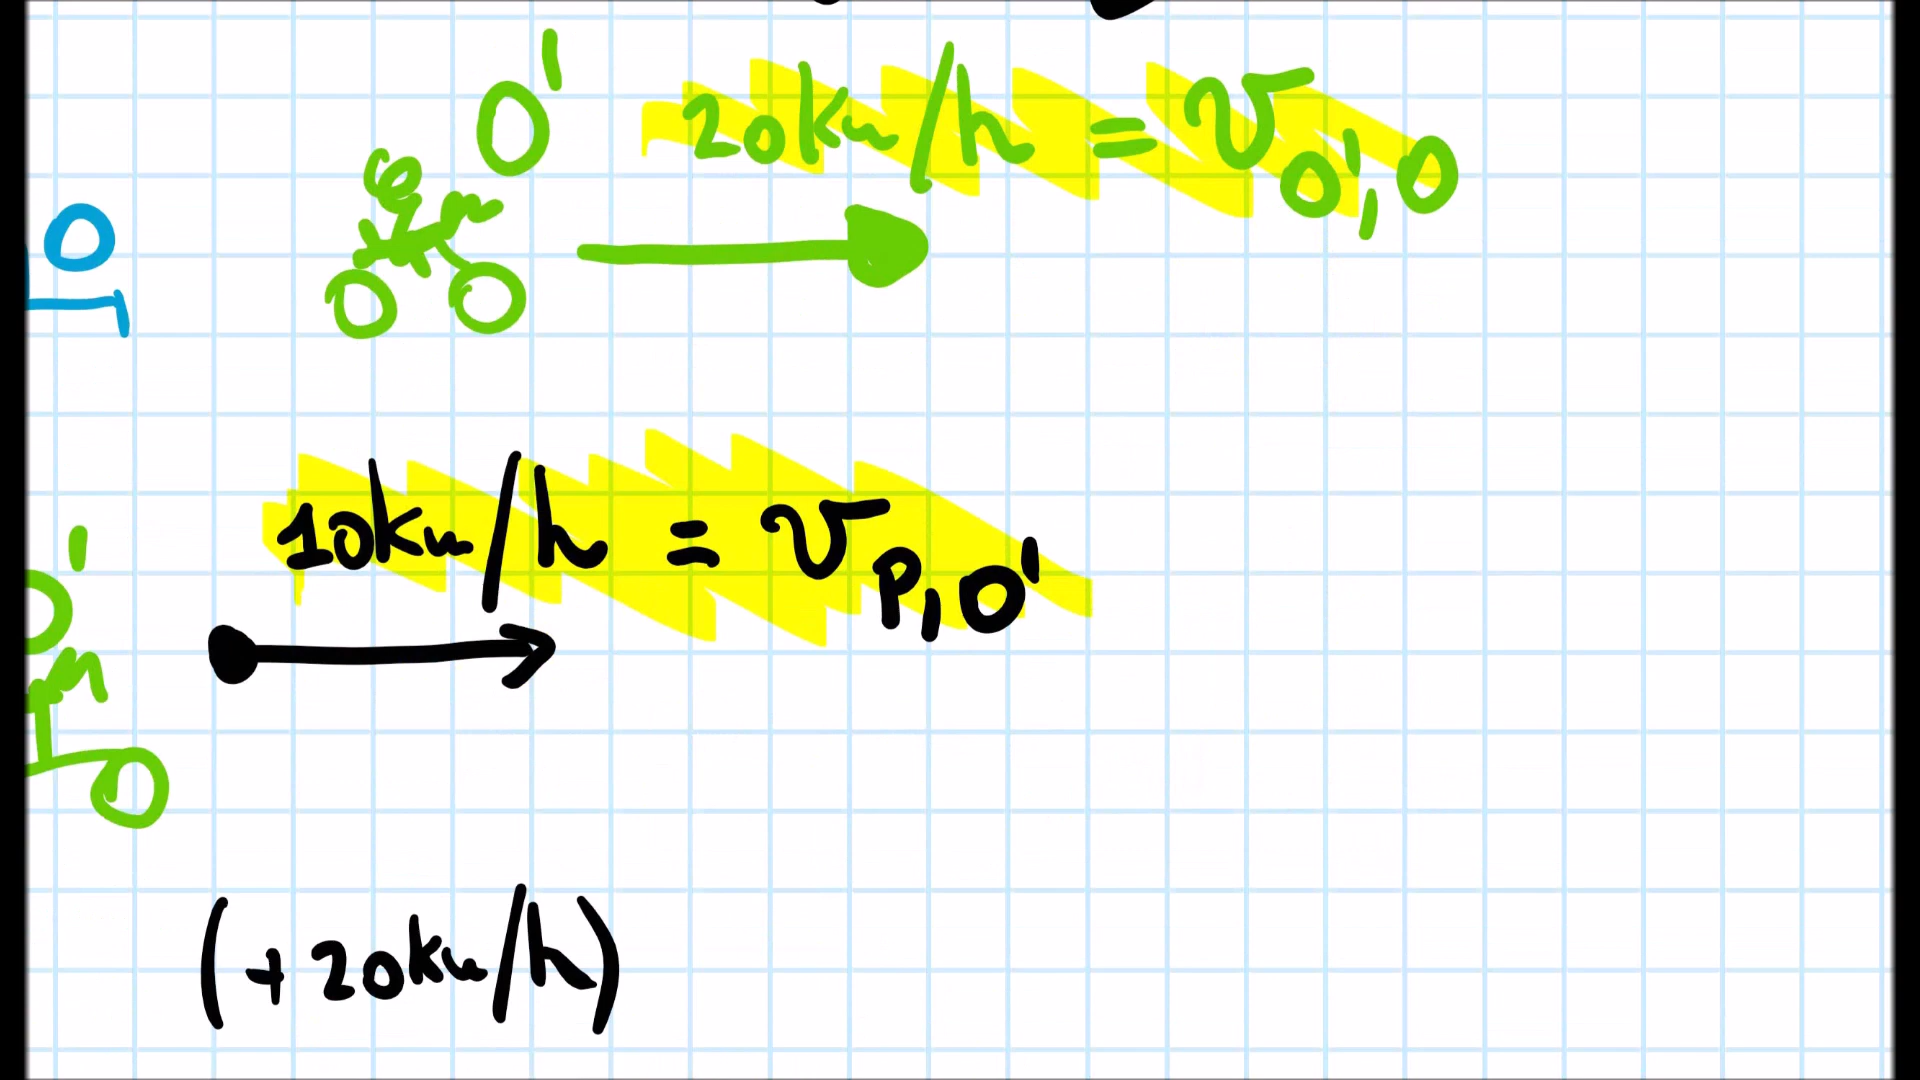 O'
20km/h = v_{O',O}
O
10km/h = v_{P,O'}
O'
(+20km/h)